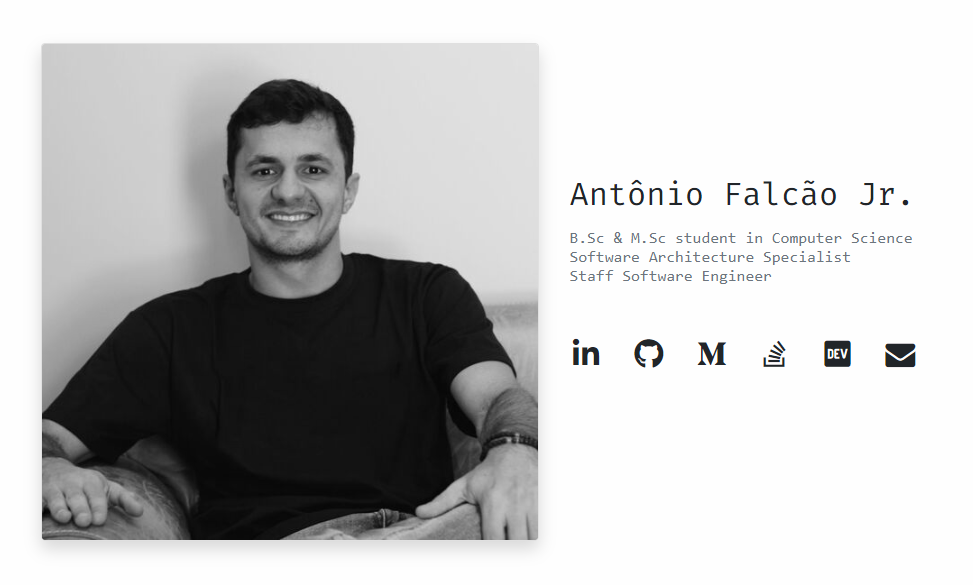 Antônio Falcão Jr.
B.Sc & M.Sc student in Computer Science
Software Architecture Specialist
Staff Software Engineer
in
M
DEV